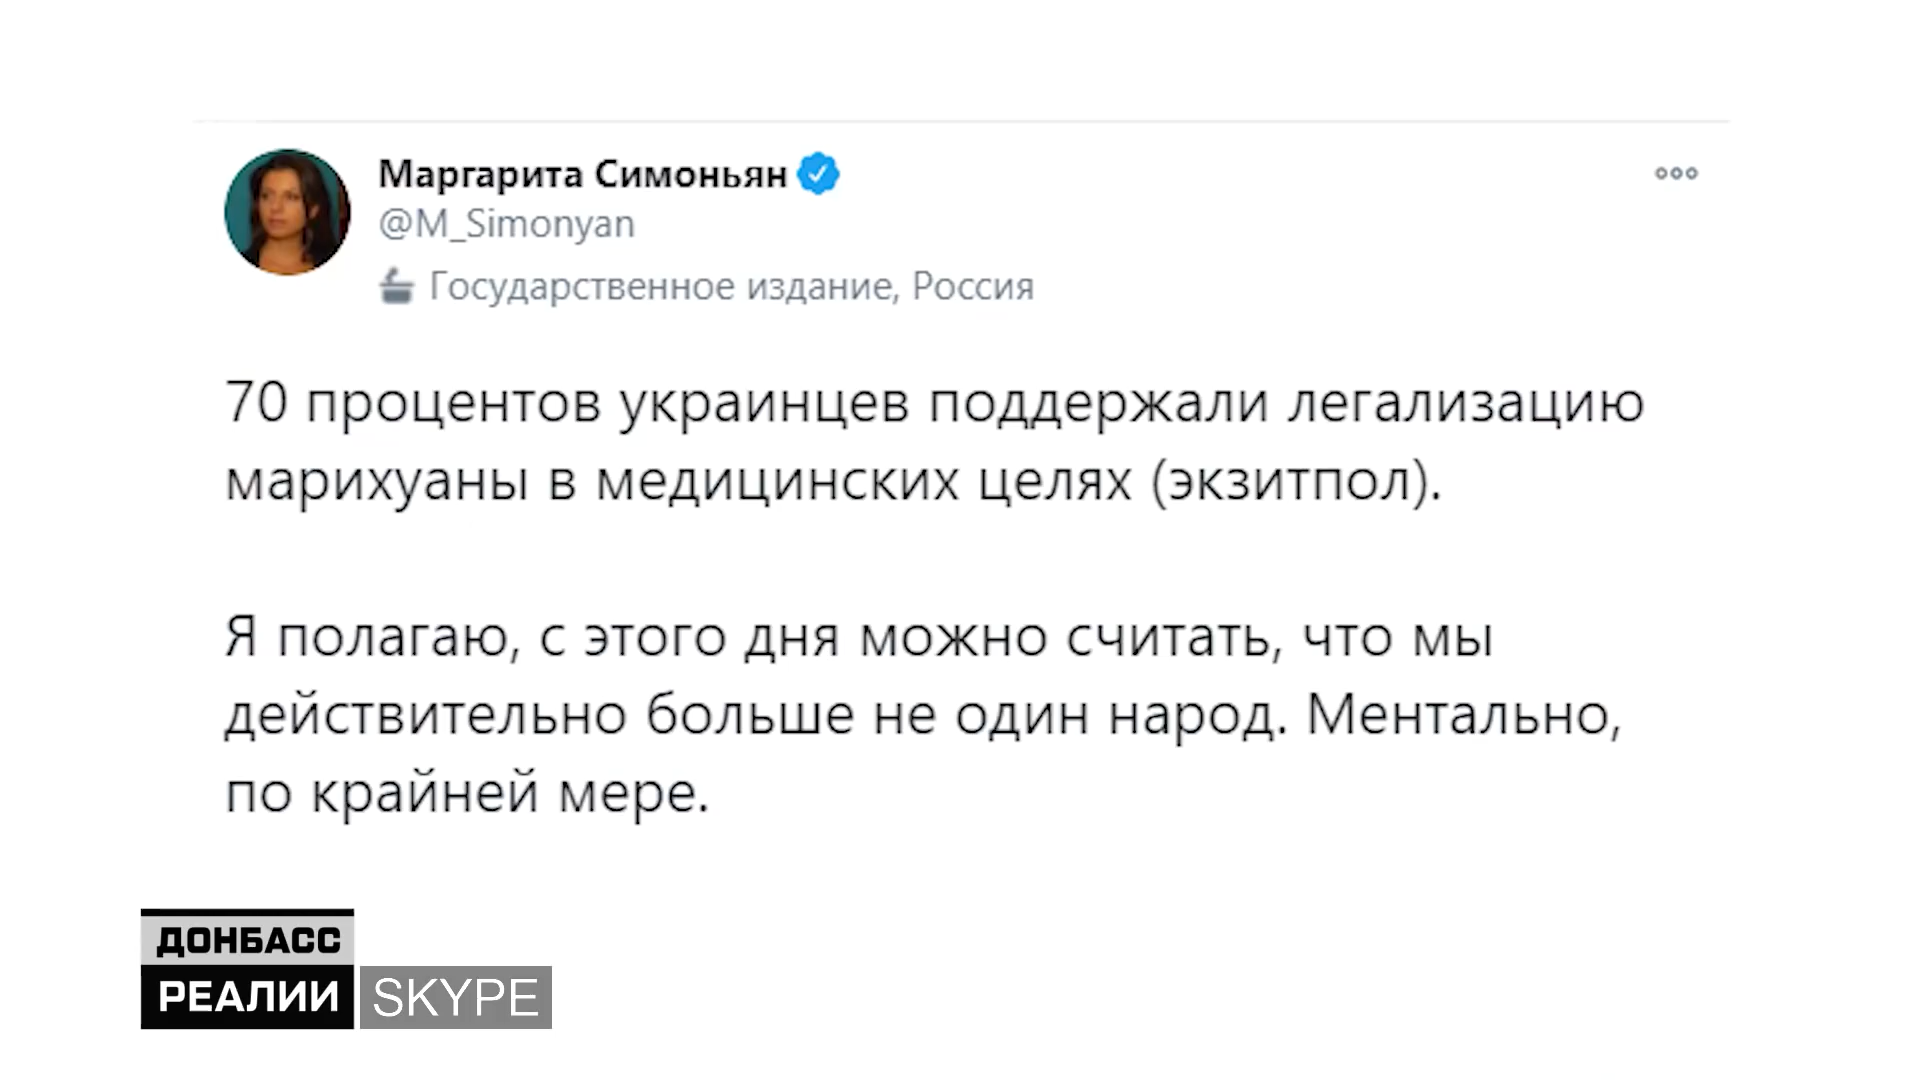 Маргарита Симоньян
@M_Simonyan
Государственное издание, Россия
70 процентов украинцев поддержали легализацию
марихуаны в медицинских целях (экзитпол).
Я полагаю, с этого дня можно считать, что мы
действительно больше не один народ. Ментально,
по крайней мере.
ДОНБАСС
РЕАЛИИ SKYPE